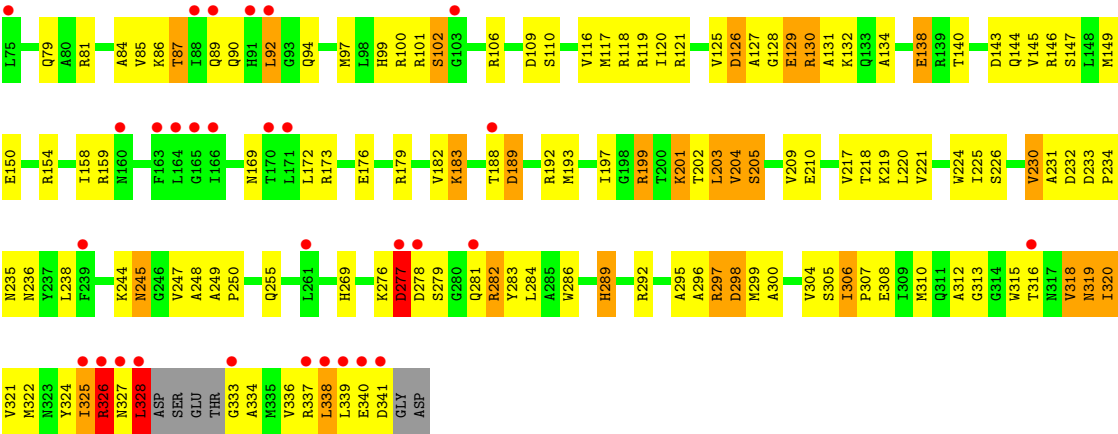 L75 Q79 A80 R81 A84 V85 K86 T87 I88 Q89 Q90 H91 L92 G93 Q94 M97 L98 H99 R100 R101 S102 G103 R106 D109 S110 V116 M117 R118 R119 I120 R121 V125 D126 A127 G128 E129 R130 A131 K132 Q133 A134 E138 R139 T140 D143 Q144 V145 R146 S147 L148 M149
E150 R154 I158 R159 N160 F163 L164 G165 I166 N169 T170 L171 L172 R173 E176 R179 V182 K183 T188 D189 R192 M193 I197 G198 R199 T200 K201 T202 L203 V204 S205 V209 E210 V217 T218 K219 L220 V221 W224 I225 S226 V230 A231 D232 D233 P234
N235 N236 Y237 L238 F239 K244 N245 G246 V247 A248 A249 P250 Q255 L261 H269 K276 D277 D278 S279 G280 Q281 R282 Y283 L284 A285 W286 H289 R292 A295 A296 R297 D298 M299 A300 V304 S305 I306 P307 E308 I309 M310 Q311 A312 G313 G314 W315 T316 N317 V318 N319 I320
V321 M322 N323 Y324 I325 R326 N327 L328 ASP SER GLU THR G333 A334 M335 V336 R337 L338 L339 E340 D341 GLY ASP